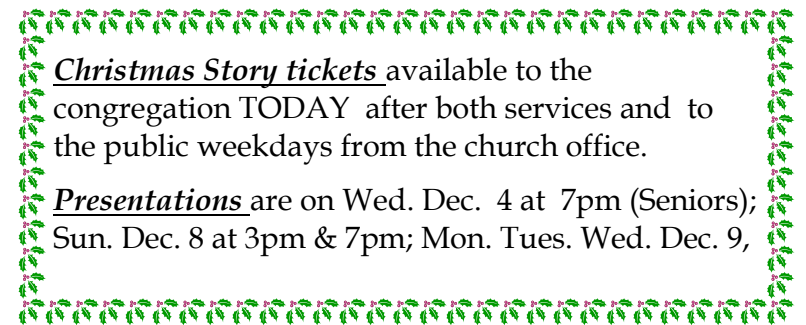 Christmas Story tickets available to the
congregation TODAY after both services and to
the public weekdays from the church office.
Presentations are on Wed. Dec. 4 at 7pm (Seniors);
Sun. Dec. 8 at 3pm & 7pm; Mon. Tues. Wed. Dec. 9,